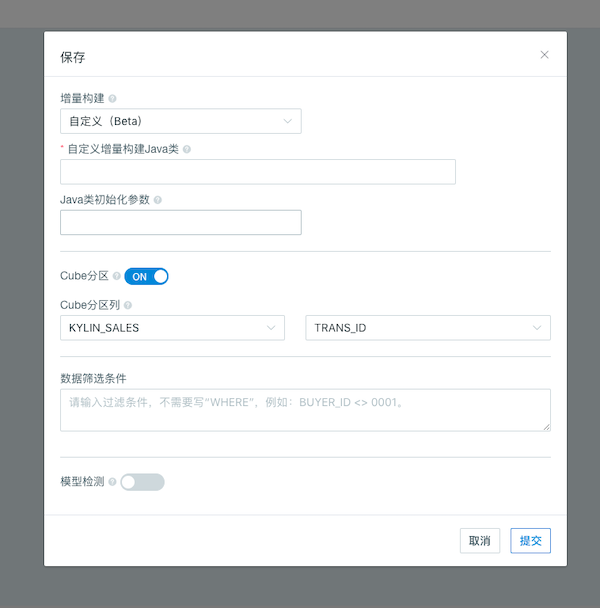 保存
增量构建
自定义（Beta）
* 自定义增量构建Java类
Java类初始化参数
Cube分区 ON
Cube分区列
KYLIN_SALES TRANS_ID
数据筛选条件
请输入过滤条件，不需要写“WHERE”，例如：BUYER_ID <> 0001。
模型检测
取消 提交